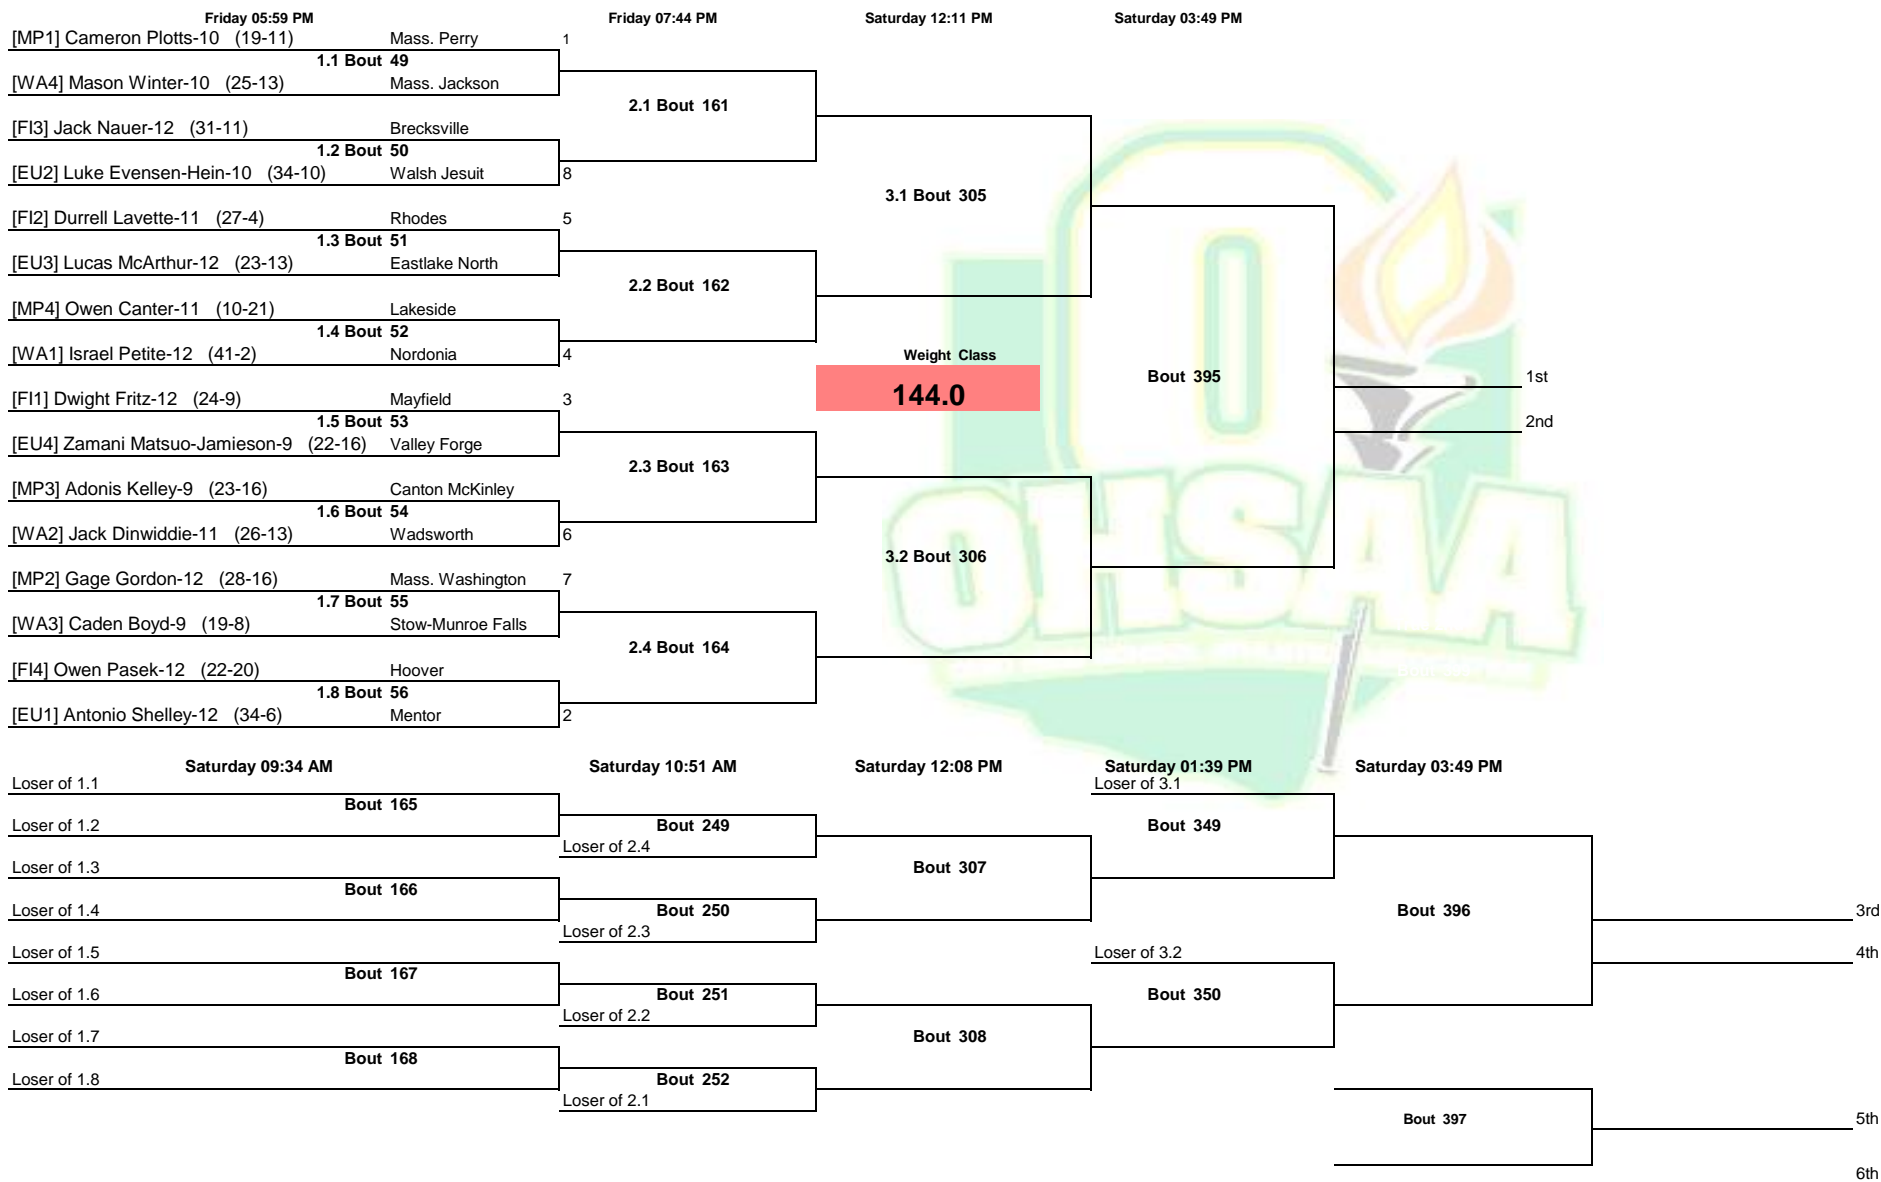 Friday 05:59 PM Friday 07:44 PM Saturday 12:11 PM Saturday 03:49 PM
[MP1] Cameron Plotts-10 (19-11) Mass. Perry 1
1.1 Bout 49
[WA4] Mason Winter-10 (25-13) Mass. Jackson
2.1 Bout 161
[FI3] Jack Nauer-12 (31-11) Brecksville
1.2 Bout 50
[EU2] Luke Evensen-Hein-10 (34-10) Walsh Jesuit 8
3.1 Bout 305
[FI2] Durrell Lavette-11 (27-4) Rhodes 5
1.3 Bout 51
[EU3] Lucas McArthur-12 (23-13) Eastlake North
2.2 Bout 162
[MP4] Owen Canter-11 (10-21) Lakeside
1.4 Bout 52
[WA1] Israel Petite-12 (41-2) Nordonia 4
Weight Class
Bout 395
1st
144.0
[FI1] Dwight Fritz-12 (24-9) Mayfield 3
1.5 Bout 53
2nd
[EU4] Zamani Matsuo-Jamieson-9 (22-16) Valley Forge
2.3 Bout 163
[MP3] Adonis Kelley-9 (23-16) Canton McKinley
1.6 Bout 54
[WA2] Jack Dinwiddie-11 (26-13) Wadsworth 6
3.2 Bout 306
[MP2] Gage Gordon-12 (28-16) Mass. Washington 7
1.7 Bout 55
[WA3] Caden Boyd-9 (19-8) Stow-Munroe Falls
2.4 Bout 164
[FI4] Owen Pasek-12 (22-20) Hoover
1.8 Bout 56
[EU1] Antonio Shelley-12 (34-6) Mentor 2
OHSAA
Saturday 09:34 AM Saturday 10:51 AM Saturday 12:08 PM Saturday 01:39 PM Saturday 03:49 PM
Loser of 1.1 Loser of 3.1
Bout 165
Loser of 1.2 Bout 249 Bout 349
Loser of 2.4
Loser of 1.3 Bout 307
Bout 166
Loser of 1.4 Bout 250 Bout 396 3rd
Loser of 2.3
Loser of 1.5 Loser of 3.2 4th
Bout 167
Loser of 1.6 Bout 251 Bout 350
Loser of 2.2
Loser of 1.7 Bout 308
Bout 168
Loser of 1.8 Bout 252
Loser of 2.1
Bout 397 5th
6th